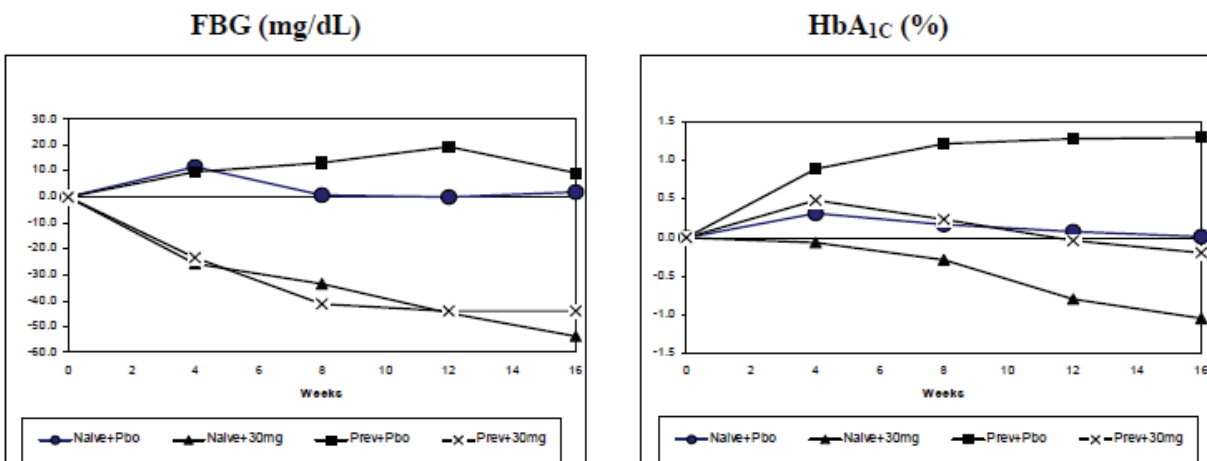 FBG (mg/dL)
30.0
20.0
10.0
0.0
-10.0
-20.0
-30.0
-40.0
-50.0
-60.0
0 2 4 6 8 10 12 14 16
Weeks
Naive+Pbo Naive+30mg Prev+Pbo Prev+30mg
HbA1C (%)
1.5
1.0
0.5
0.0
-0.5
-1.0
-1.5
0 2 4 6 8 10 12 14 16
Weeks
Naive+Pbo Naive+30mg Prev+Pbo Prev+30mg